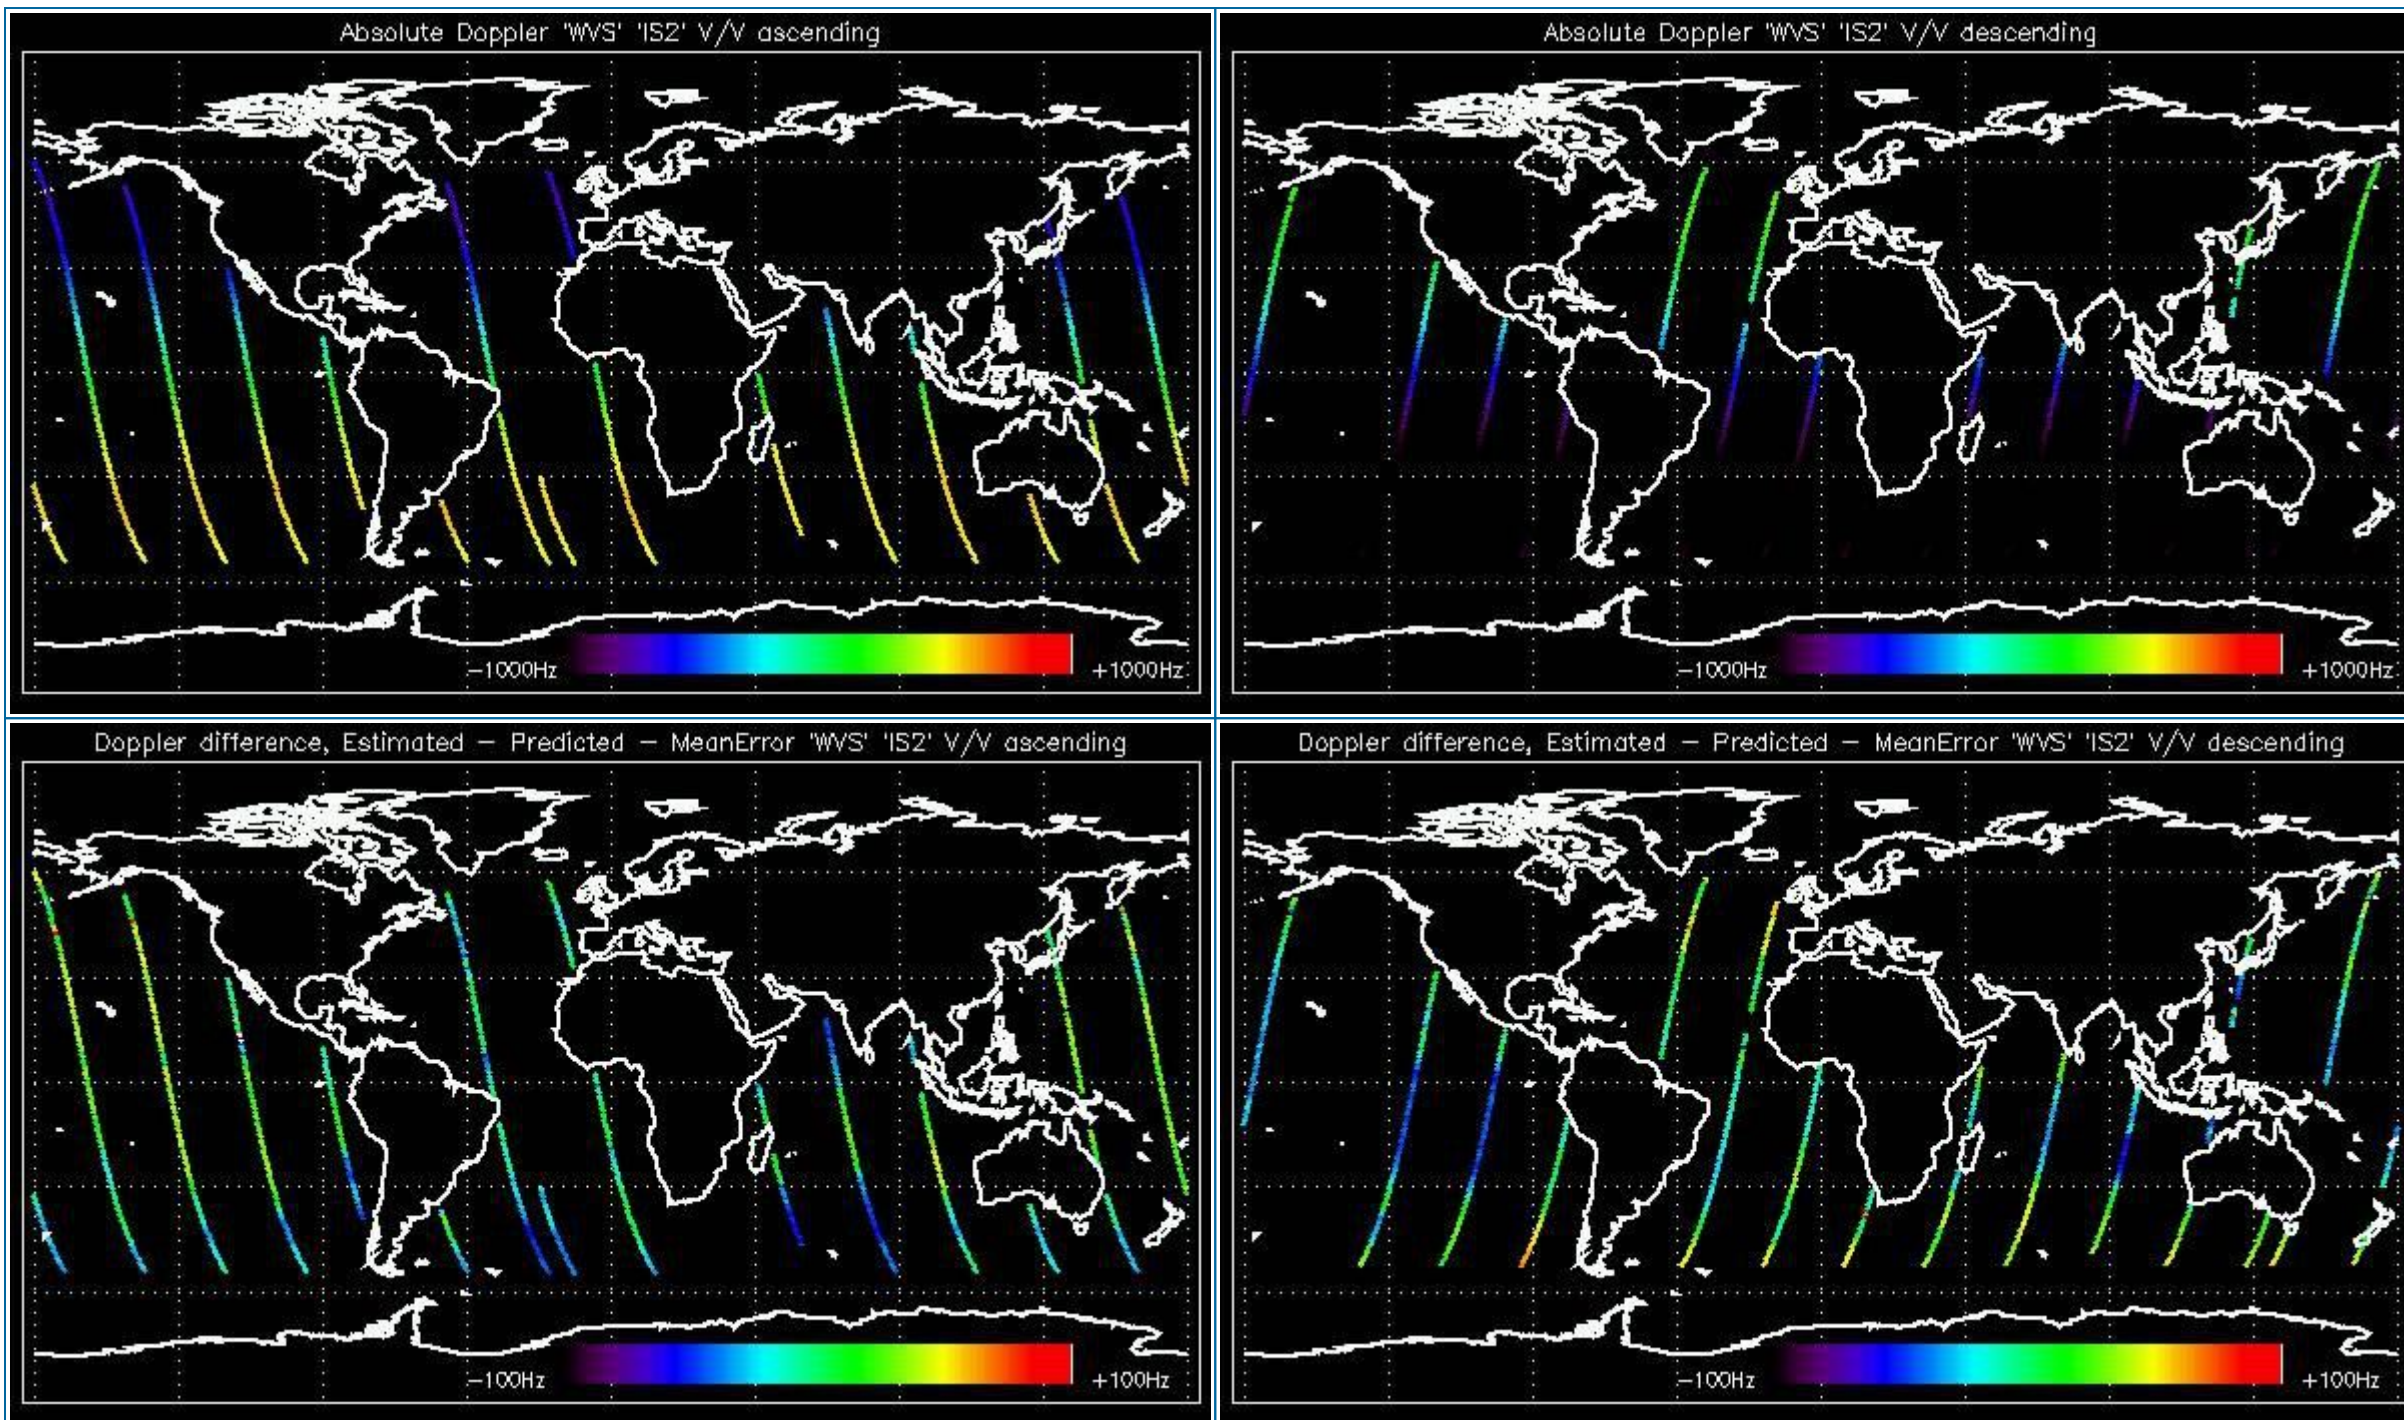 Absolute Doppler 'WVS' 'IS2' V/V ascending
-1000Hz +1000Hz
Absolute Doppler 'WVS' 'IS2' V/V descending
-1000Hz +1000Hz
Doppler difference, Estimated - Predicted - MeanError 'WVS' 'IS2' V/V ascending
-100Hz +100Hz
Doppler difference, Estimated - Predicted - MeanError 'WVS' 'IS2' V/V descending
-100Hz +100Hz